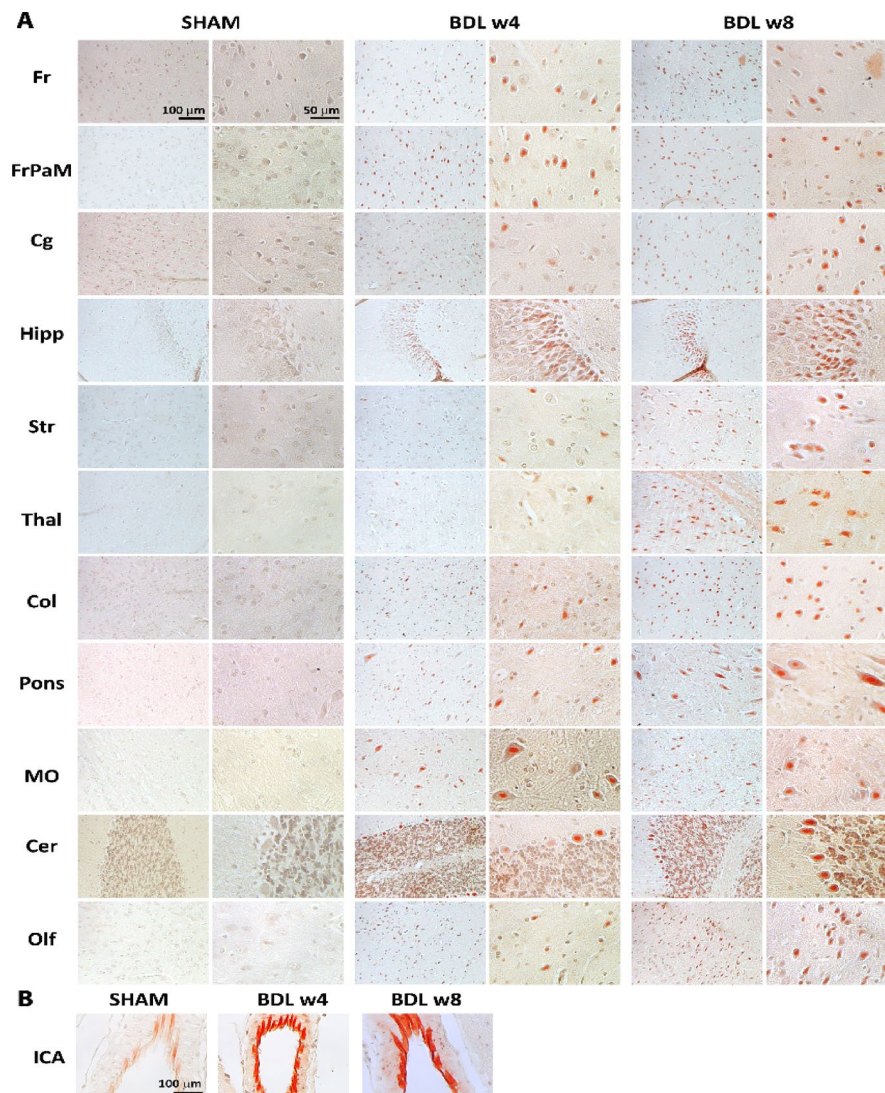 A
SHAM BDL w4 BDL w8
Fr
100 µm 50 µm
FrPaM
Cg
Hipp
Str
Thal
Col
Pons
MO
Cer
Olf
B
SHAM BDL w4 BDL w8
ICA
100 µm